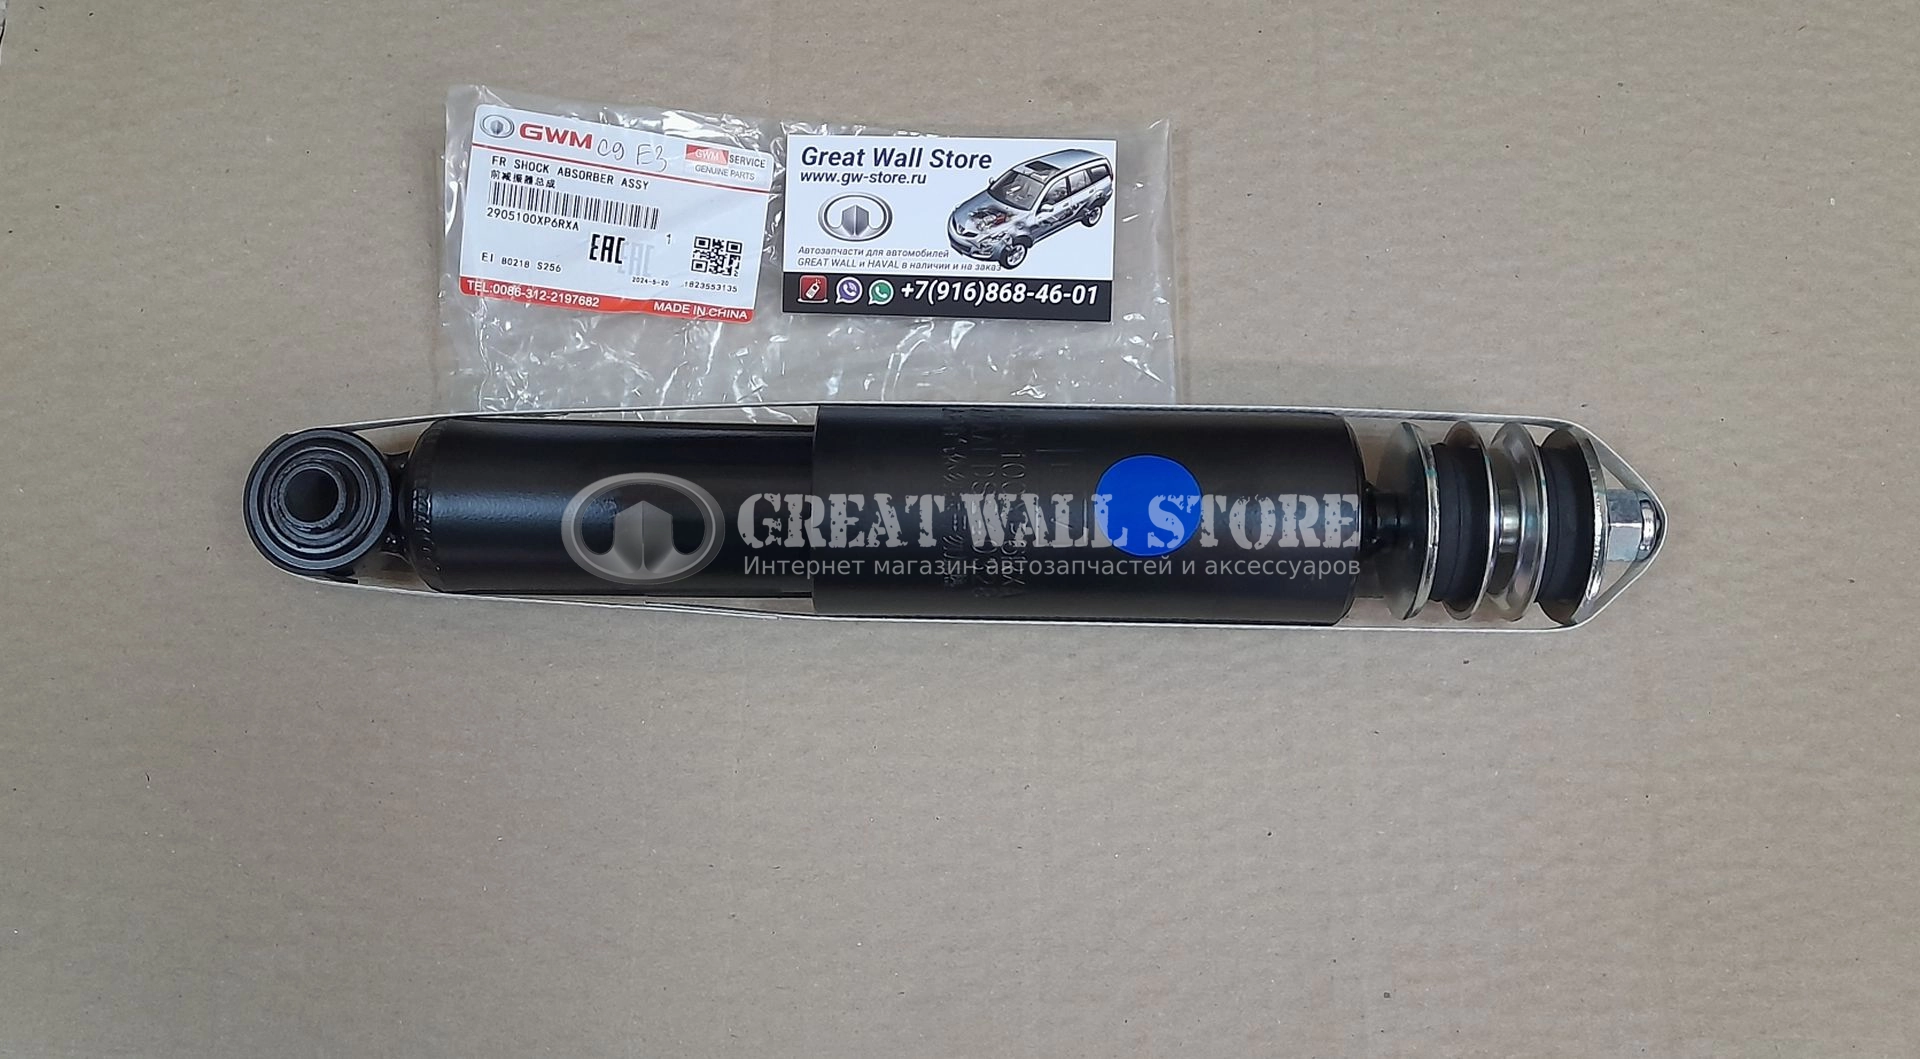 GWM C9 E3
GWM SERVICE
GENUINE PARTS
FR SHOCK ABSORBER ASSY
前减振器总成
2905100XP6RXA
1
EAC
EI B0218 S256
2024-5-20
1823553135
TEL:0086-312-2197682
MADE IN CHINA
Great Wall Store
www.gw-store.ru
Автозапчасти для автомобилей
GREAT WALL и HAVAL в наличии и на заказ
+7(916)868-46-01
GREAT WALL STORE
Интернет магазин автозапчастей и аксессуаров